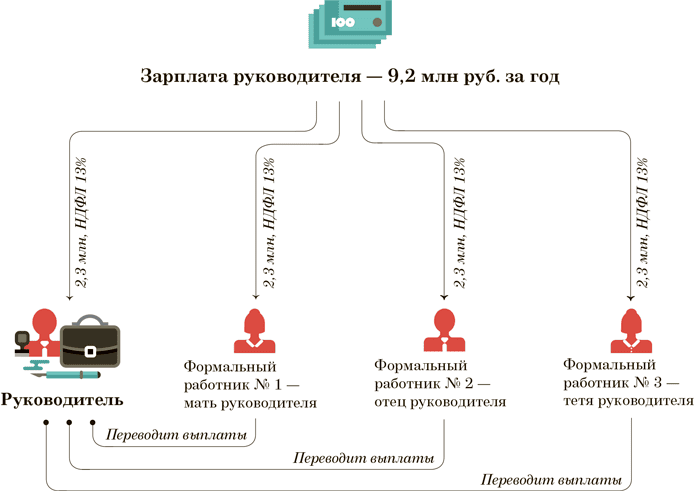 100
Зарплата руководителя — 9,2 млн руб. за год
2,3 млн, НДФЛ 13%
2,3 млн, НДФЛ 13%
2,3 млн, НДФЛ 13%
2,3 млн, НДФЛ 13%
Руководитель
Формальный
работник № 1 —
мать руководителя
Формальный
работник № 2 —
отец руководителя
Формальный
работник № 3 —
тетя руководителя
Переводит выплаты
Переводит выплаты
Переводит выплаты